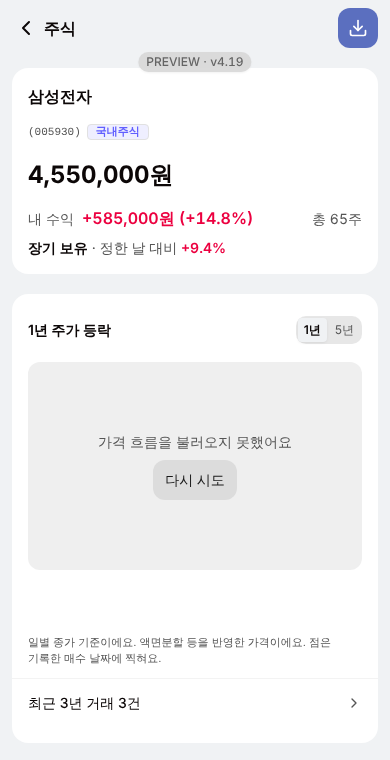 주식
PREVIEW · v4.19
삼성전자
(005930) 국내주식
4,550,000원
내 수익 +585,000원 (+14.8%) 총 65주
장기 보유 · 정한 날 대비 +9.4%
1년 주가 등락 1년 5년
가격 흐름을 불러오지 못했어요
다시 시도
일별 종가 기준이에요. 액면분할 등을 반영한 가격이에요. 점은
기록한 매수 날짜에 찍혀요.
최근 3년 거래 3건